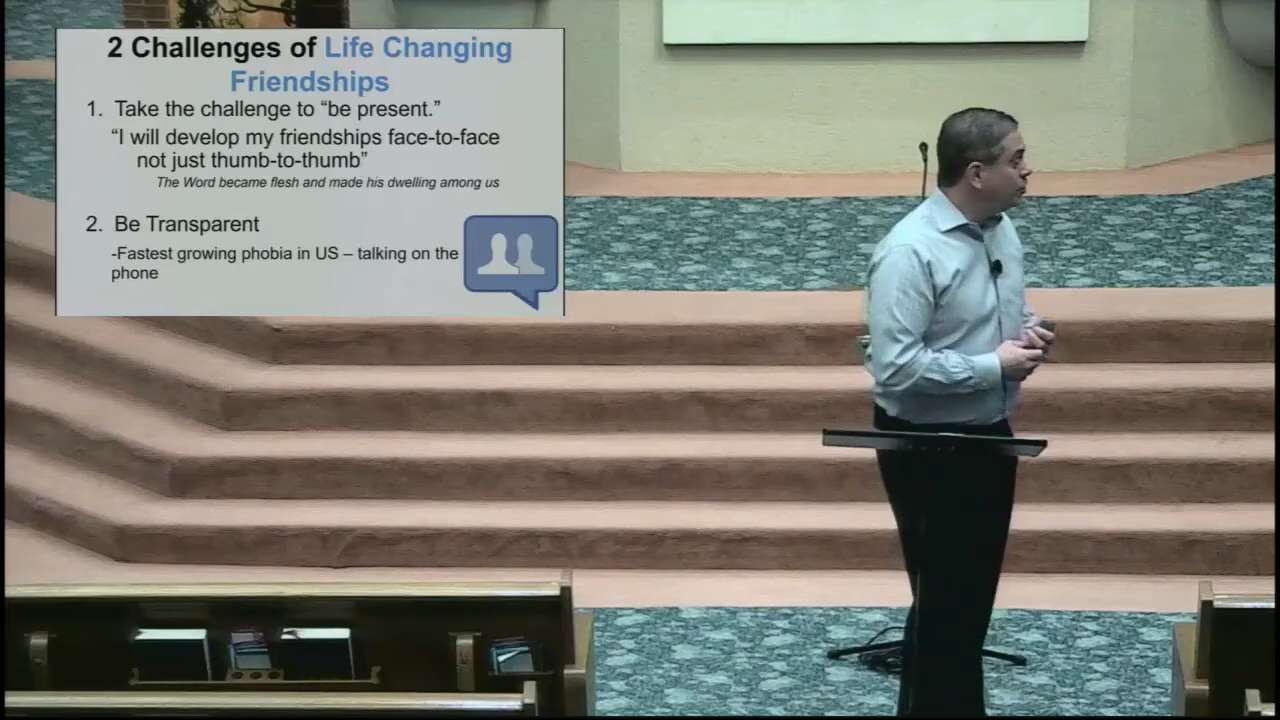 2 Challenges of Life Changing
Friendships
1. Take the challenge to “be present.”
“I will develop my friendships face-to-face
not just thumb-to-thumb”
The Word became flesh and made his dwelling among us
2. Be Transparent
-Fastest growing phobia in US – talking on the
phone